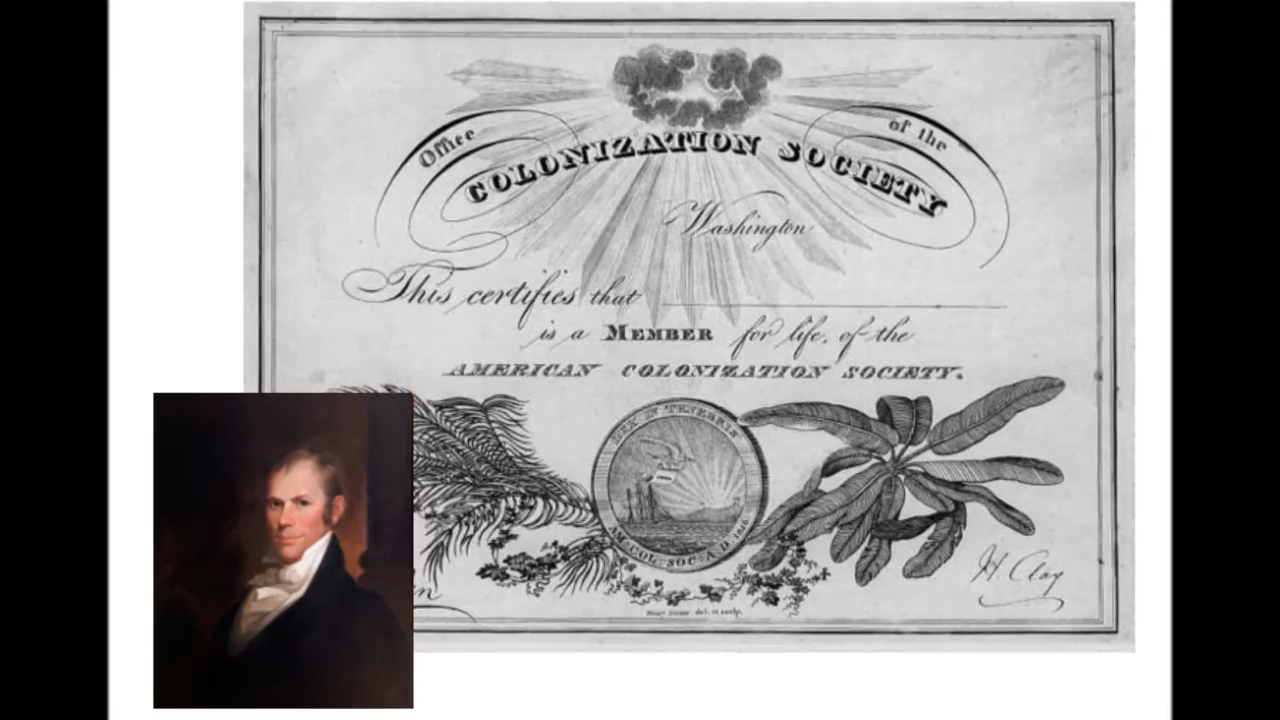 Office of the
COLONIZATION SOCIETY
Washington
This certifies that
is a MEMBER for life, of the
AMERICAN COLONIZATION SOCIETY.
LUX IN TENEBRIS
AM. COL. SOC. A.D. 1816
H. Clay